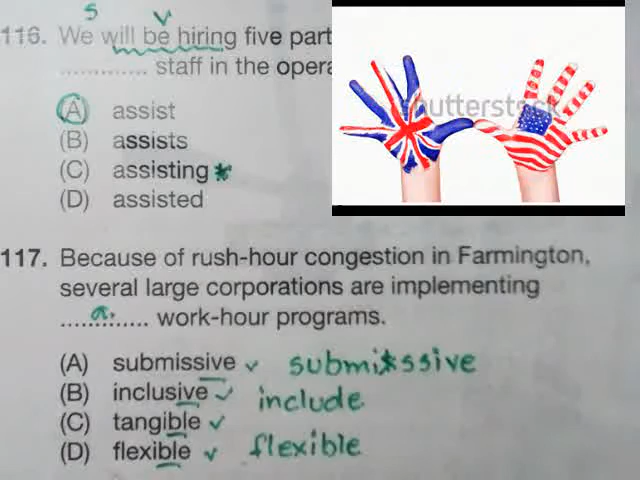 S V
116. We will be hiring five part
............. staff in the opera
(A) assist
(B) assists
(C) assisting *
(D) assisted
shutterstock
117. Because of rush-hour congestion in Farmington,
several large corporations are implementing
............. work-hour programs.
a.
(A) submissive ✓ submissive
(B) inclusive ✓ include
(C) tangible ✓
(D) flexible ✓ flexible